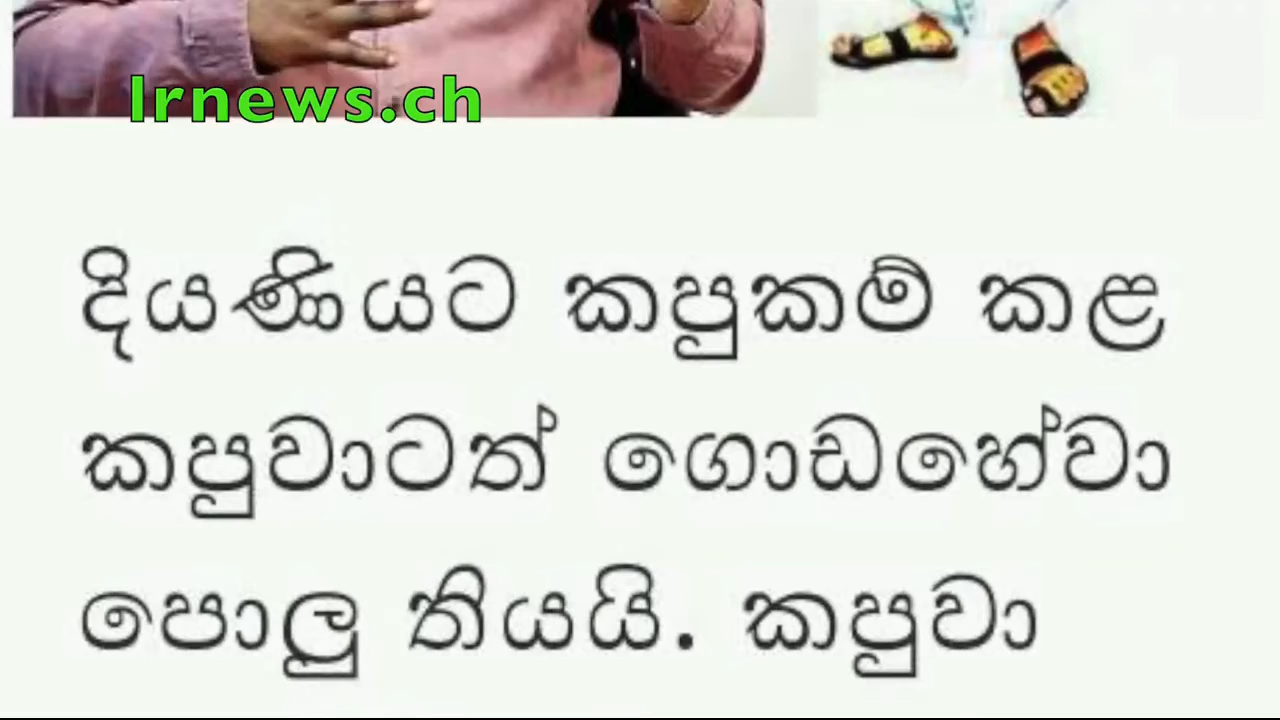 lrnews.ch
දියණියට කපුකම් කළ
කපුවාටත් ගොඩහේවා
පොලු තියයි. කපුවා